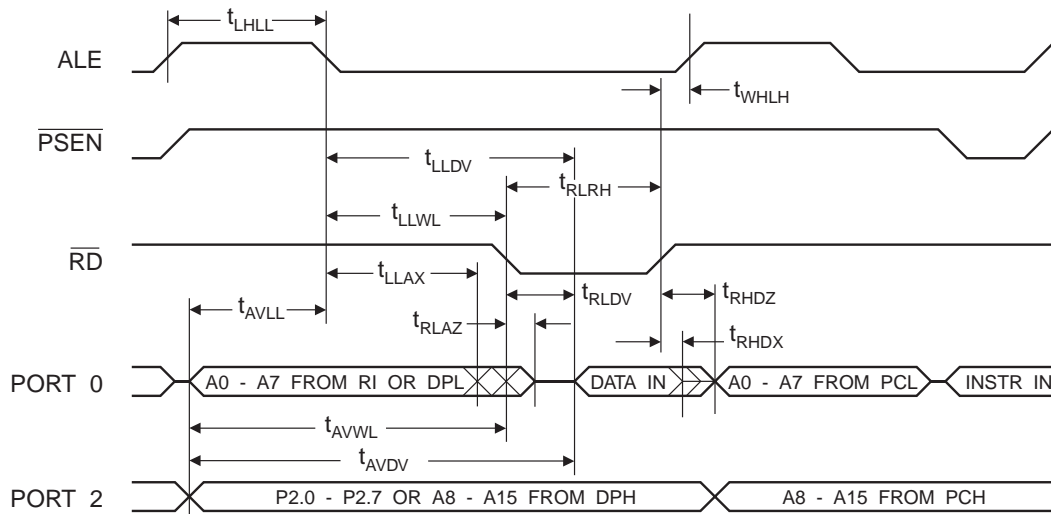 tLHLL
ALE
tWHLH
PSEN
tLLDV
tRLRH
tLLWL
RD
tLLAX
tRLDV
tRHDZ
tAVLL
tRLAZ
tRHDX
PORT 0
A0 - A7 FROM RI OR DPL
DATA IN
A0 - A7 FROM PCL
INSTR IN
tAVWL
tAVDV
PORT 2
P2.0 - P2.7 OR A8 - A15 FROM DPH
A8 - A15 FROM PCH